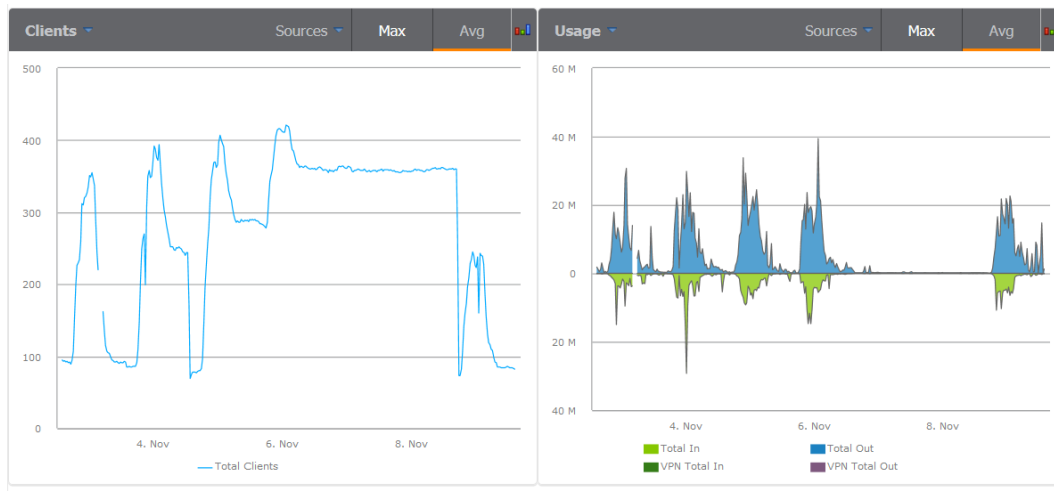 Clients Sources Max Avg
500
400
300
200
100
0
4. Nov 6. Nov 8. Nov
Total Clients
Usage Sources Max Avg
60 M
40 M
20 M
0
20 M
40 M
4. Nov 6. Nov 8. Nov
Total In Total Out
VPN Total In VPN Total Out